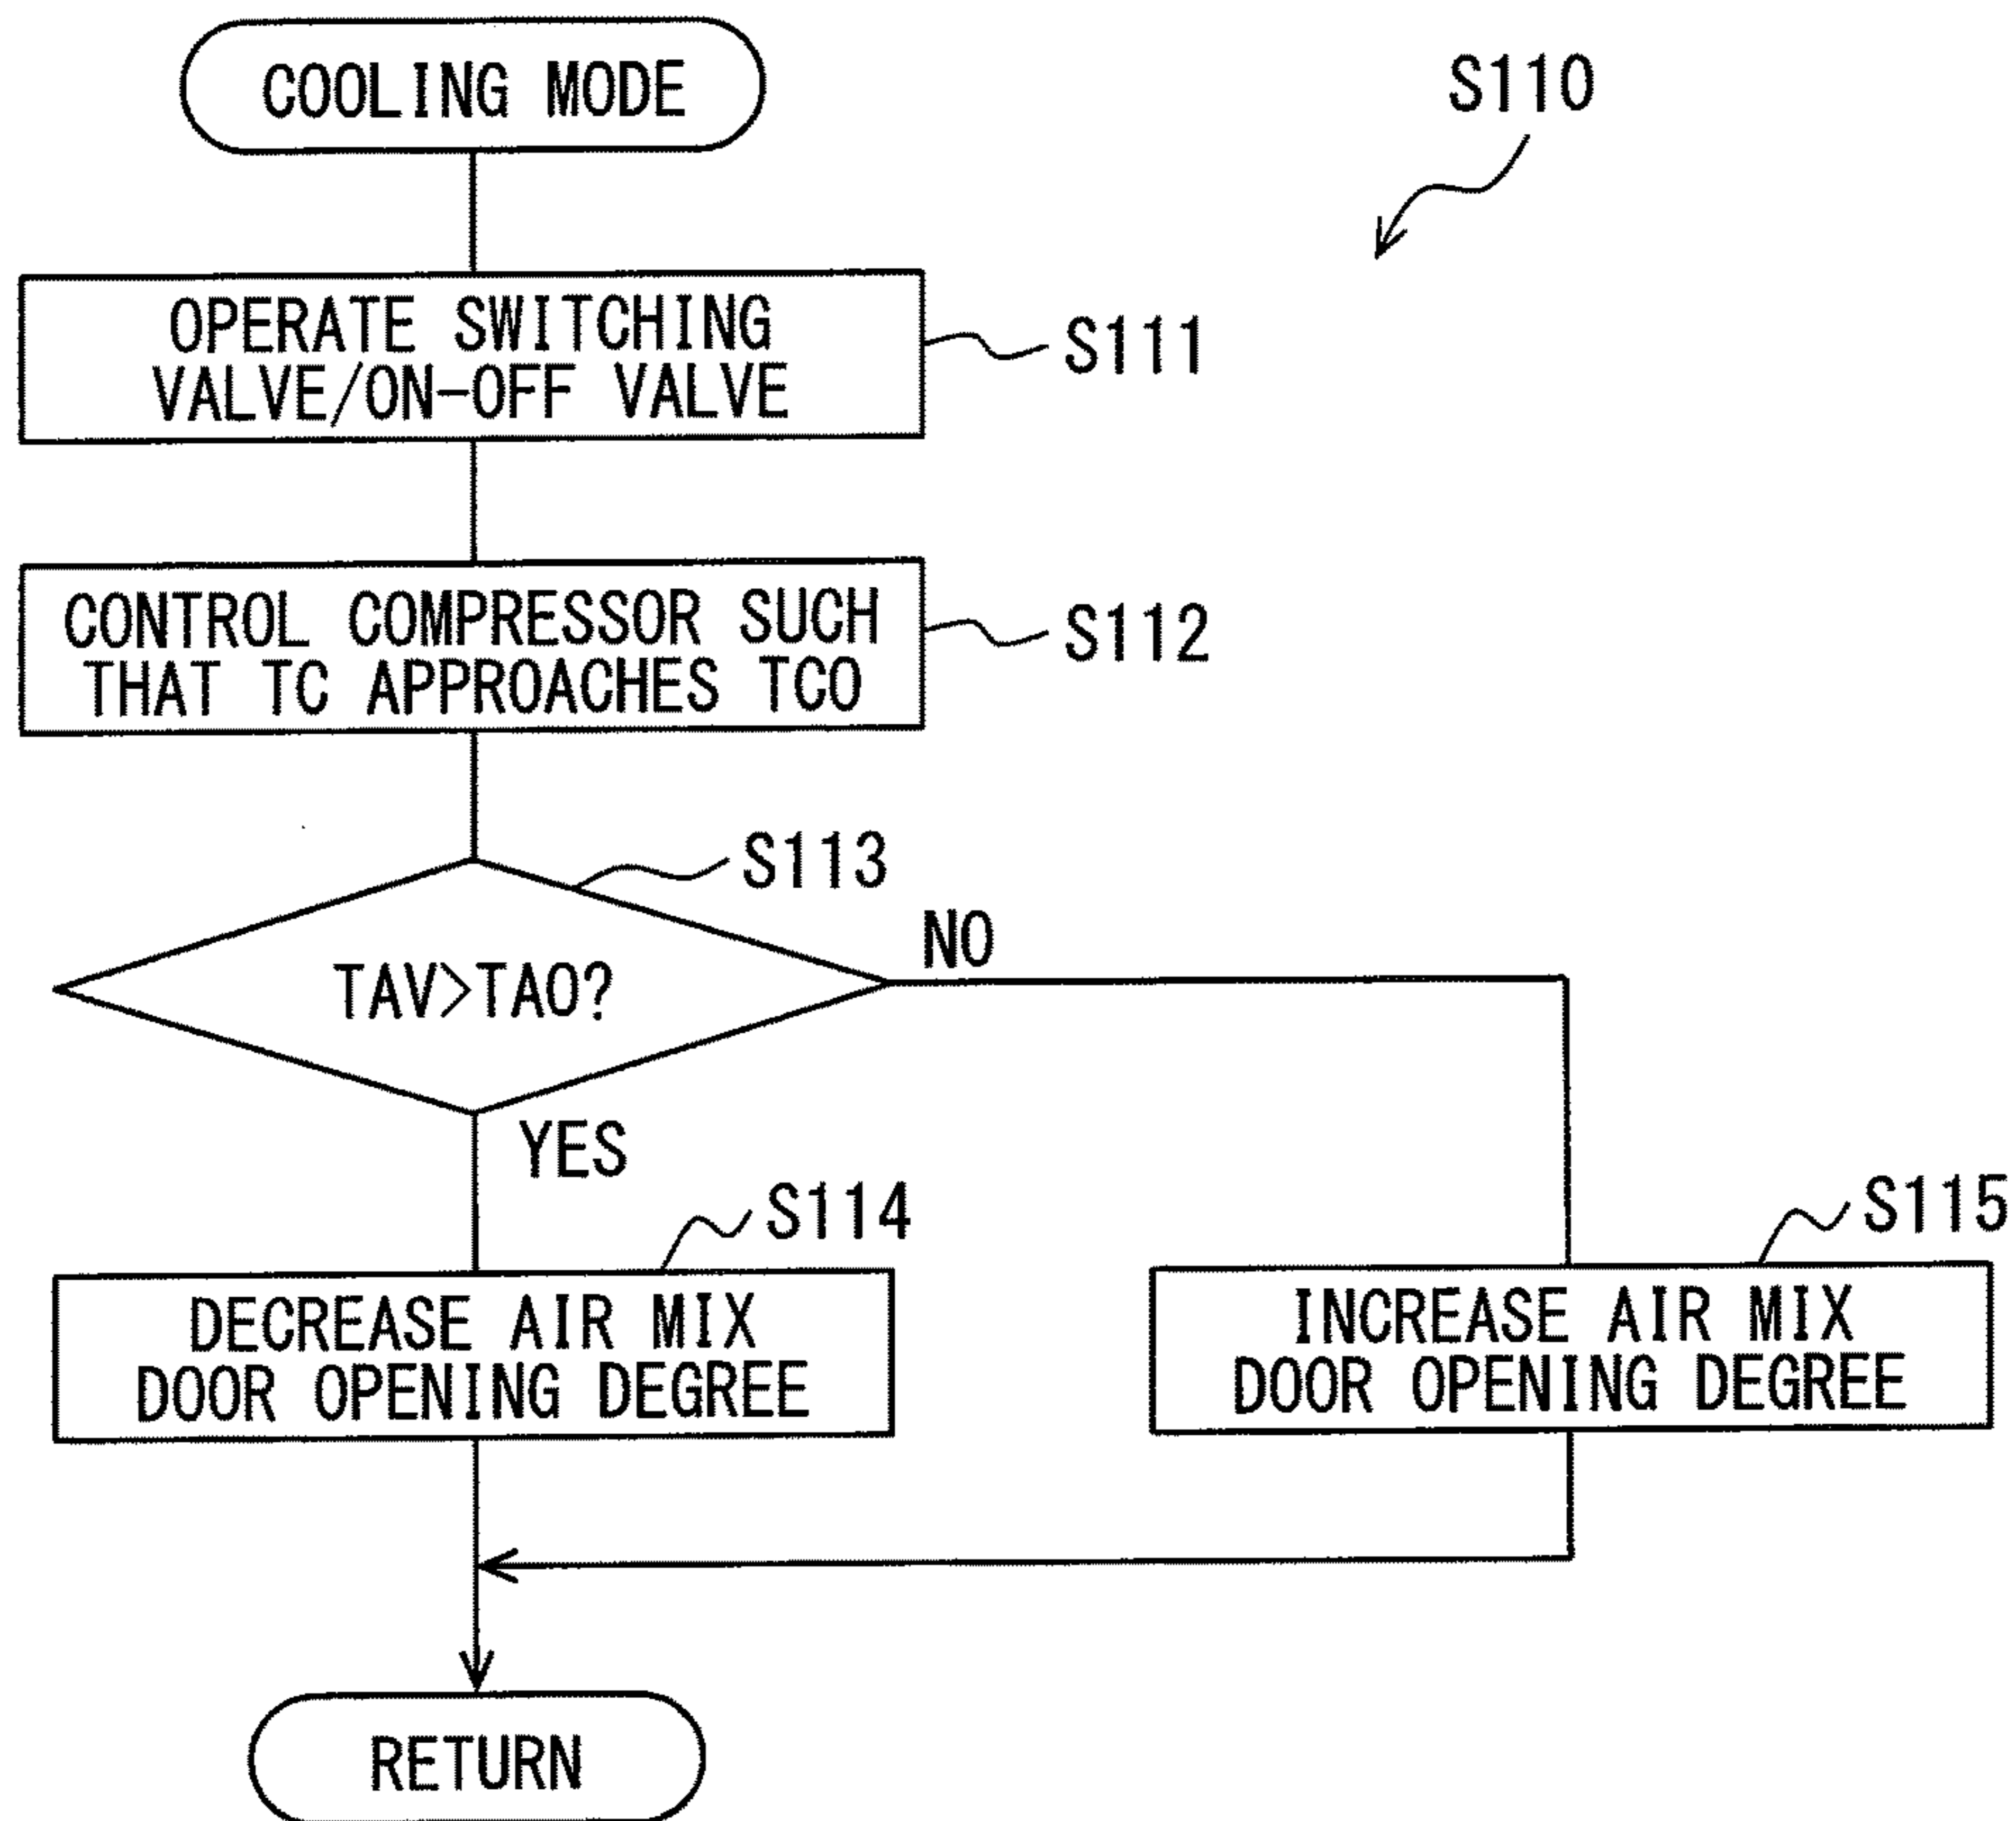 COOLING MODE
S110
OPERATE SWITCHING
VALVE/ON-OFF VALVE
S111
CONTROL COMPRESSOR SUCH
THAT TC APPROACHES TCO
S112
S113
TAV>TAO?
NO
YES
S114
DECREASE AIR MIX
DOOR OPENING DEGREE
S115
INCREASE AIR MIX
DOOR OPENING DEGREE
RETURN